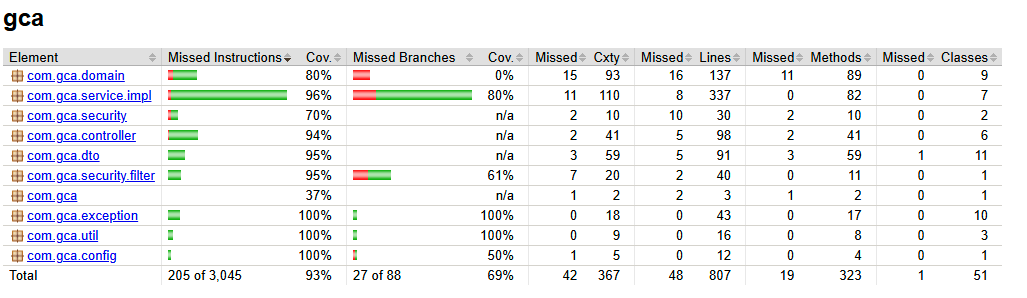 gca
Element Missed Instructions Cov. Missed Branches Cov. Missed Cxty Missed Lines Missed Methods Missed Classes
com.gca.domain 80% 0% 15 93 16 137 11 89 0 9
com.gca.service.impl 96% 80% 11 110 8 337 0 82 0 7
com.gca.security 70% n/a 2 10 10 30 2 10 0 2
com.gca.controller 94% n/a 2 41 5 98 2 41 0 6
com.gca.dto 95% n/a 3 59 5 91 3 59 1 11
com.gca.security.filter 95% 61% 7 20 2 40 0 11 0 1
com.gca 37% n/a 1 2 2 3 1 2 0 1
com.gca.exception 100% 100% 0 18 0 43 0 17 0 10
com.gca.util 100% 100% 0 9 0 16 0 8 0 3
com.gca.config 100% 50% 1 5 0 12 0 4 0 1
Total 205 of 3,045 93% 27 of 88 69% 42 367 48 807 19 323 1 51